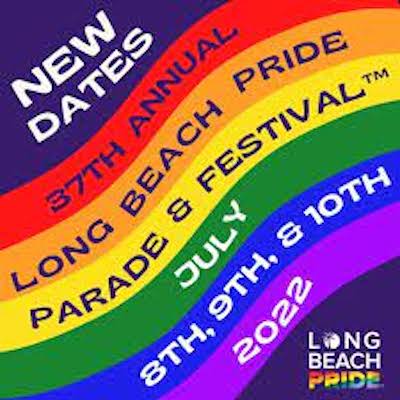 NEW
DATES
37TH ANNUAL
LONG BEACH PRIDE
PARADE & FESTIVAL™
JULY
8TH, 9TH, & 10TH
2022
LONG
BEACH
PRIDE